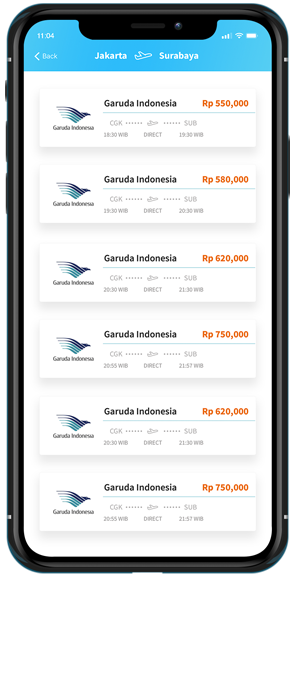 11:04
Back Jakarta Surabaya
Garuda Indonesia Rp 550,000
Garuda Indonesia CGK SUB
18:30 WIB DIRECT 19:30 WIB
Garuda Indonesia Rp 580,000
Garuda Indonesia CGK SUB
19:30 WIB DIRECT 20:30 WIB
Garuda Indonesia Rp 620,000
Garuda Indonesia CGK SUB
20:30 WIB DIRECT 21:30 WIB
Garuda Indonesia Rp 750,000
Garuda Indonesia CGK SUB
20:55 WIB DIRECT 21:57 WIB
Garuda Indonesia Rp 620,000
Garuda Indonesia CGK SUB
20:30 WIB DIRECT 21:30 WIB
Garuda Indonesia Rp 750,000
Garuda Indonesia CGK SUB
20:55 WIB DIRECT 21:57 WIB